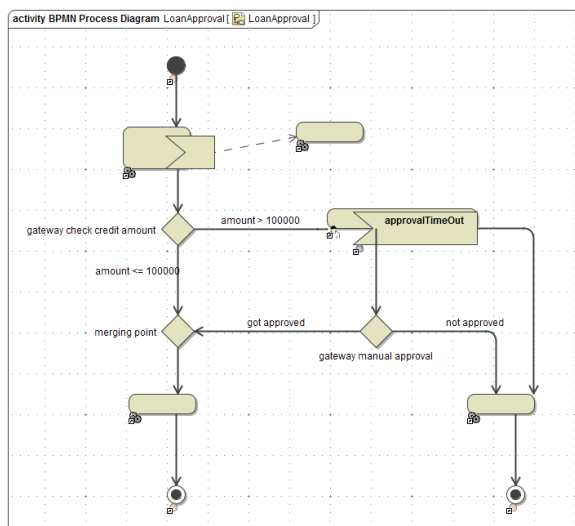 activity BPMN Process Diagram LoanApproval [ LoanApproval ]
amount > 100000
approvalTimeOut
gateway check credit amount
amount <= 100000
got approved
not approved
merging point
gateway manual approval